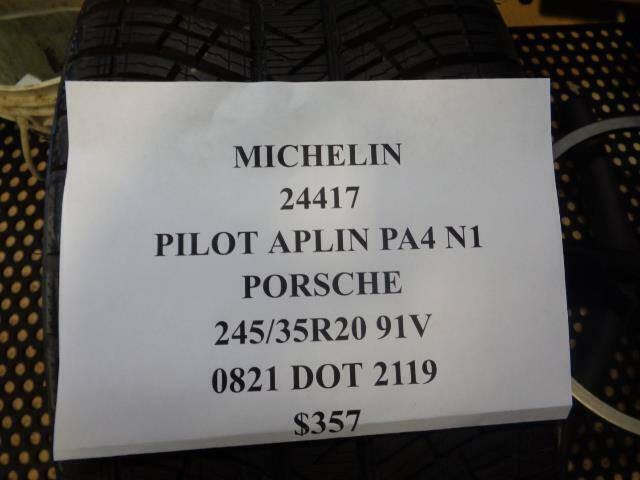 MICHELIN
24417
PILOT APLIN PA4 N1
PORSCHE
245/35R20 91V
0821 DOT 2119
$357